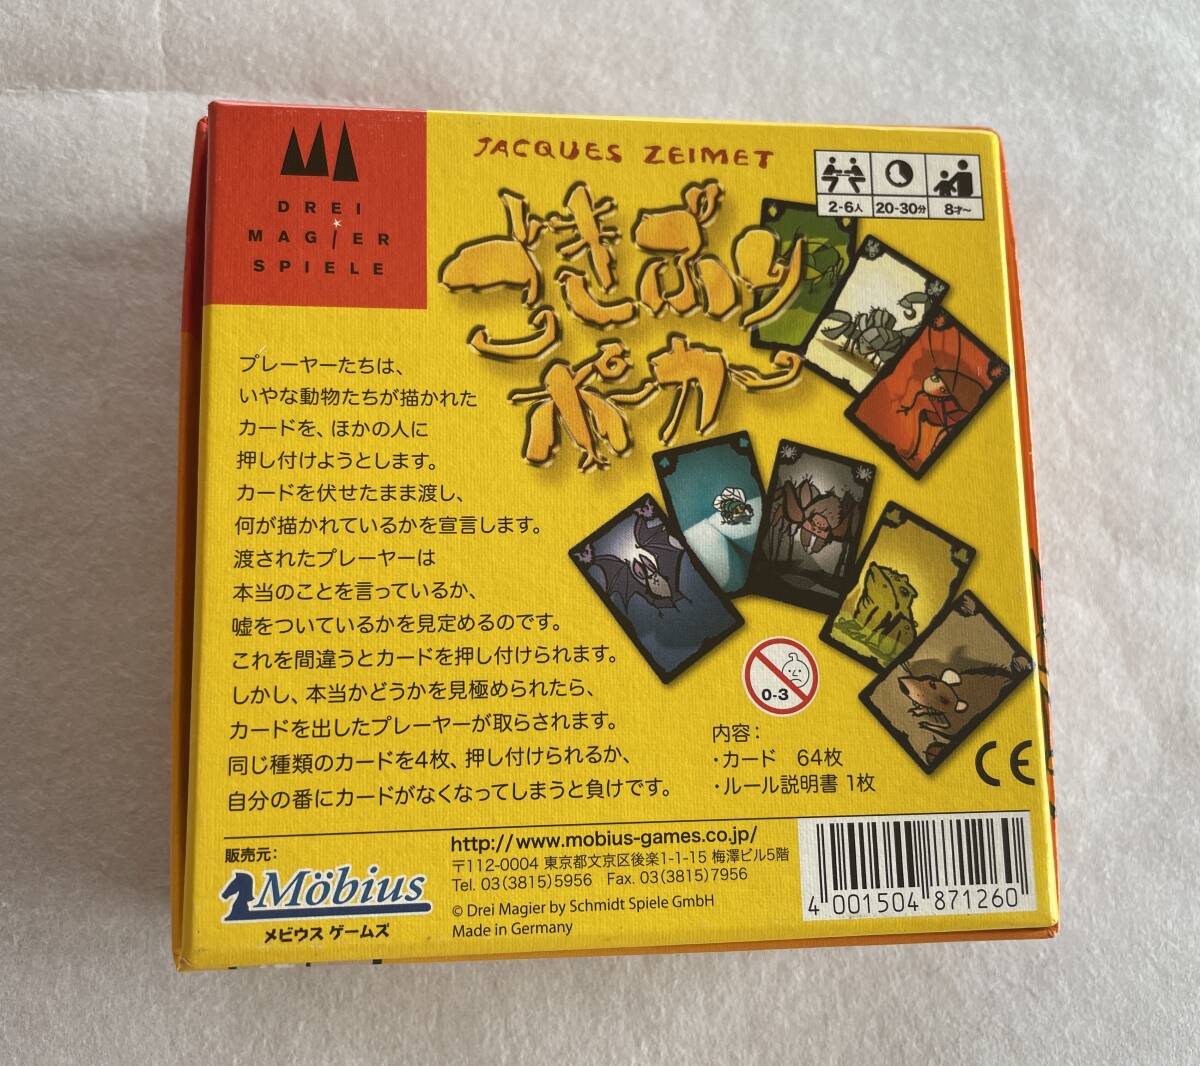 DREI
MAGIER
SPIELE
JACQUES ZEIMET
2-6人
20-30分
8才~
ごきぶり
ポーカー
プレーヤーたちは、
いやな動物たちが描かれた
カードを、ほかの人に
押し付けようとします。
カードを伏せたまま渡し、
何が描かれているかを宣言します。
渡されたプレーヤーは
本当のことを言っているか、
嘘をついているかを見定めるのです。
これを間違うとカードを押し付けられます。
しかし、本当かどうかを見極められたら、
カードを出したプレーヤーが取らされます。
同じ種類のカードを4枚、押し付けられるか、
自分の番にカードがなくなってしまうと負けです。
0-3
内容:
・カード 64枚
・ルール説明書 1枚
CE
販売元:
Möbius
メビウス ゲームズ
http://www.mobius-games.co.jp/
〒112-0004 東京都文京区後楽1-1-15 梅澤ビル5階
Tel. 03(3815)5956 Fax. 03(3815)7956
© Drei Magier by Schmidt Spiele GmbH
Made in Germany
4 001504 871260